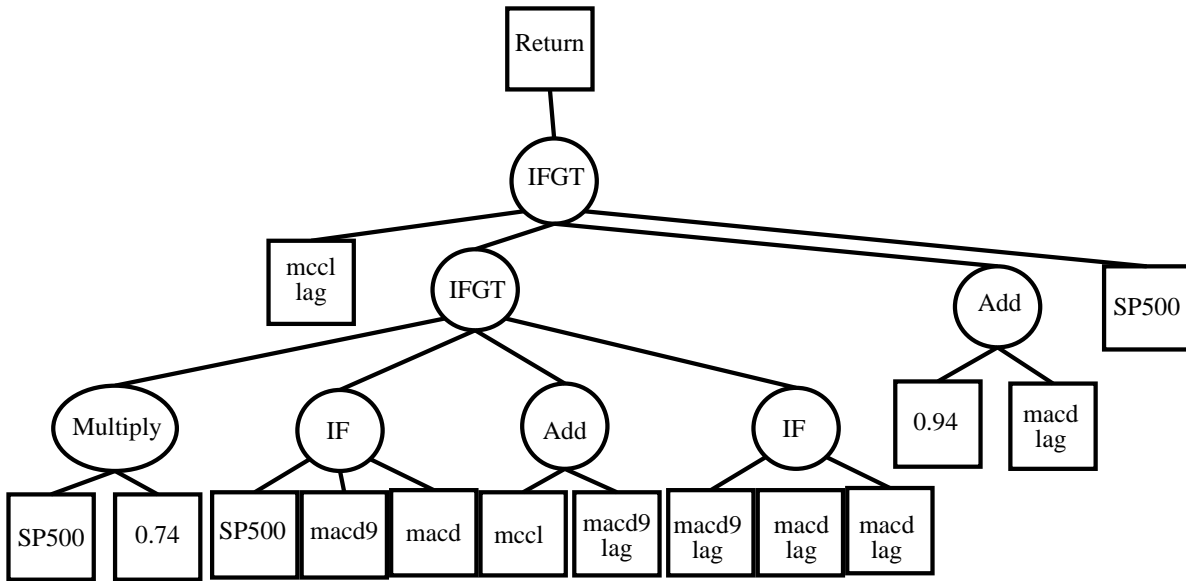 Return
IFGT
mccl
lag
IFGT
Add
SP500
Multiply
IF
Add
IF
0.94
macd
lag
SP500
0.74
SP500
macd9
macd
mccl
macd9
lag
macd9
lag
macd
lag
macd
lag